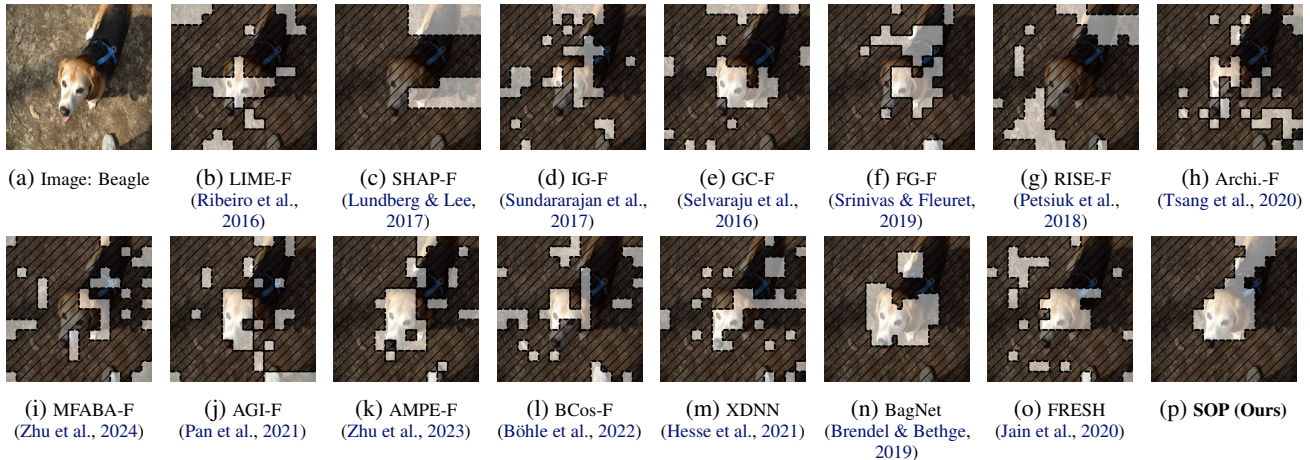 (a) Image: Beagle
(b) LIME-F
(Ribeiro et al.,
2016)
(c) SHAP-F
(Lundberg & Lee,
2017)
(d) IG-F
(Sundararajan et al.,
2017)
(e) GC-F
(Selvaraju et al.,
2016)
(f) FG-F
(Srinivas & Fleuret,
2019)
(g) RISE-F
(Petsiuk et al.,
2018)
(h) Archi.-F
(Tsang et al., 2020)
(i) MFABA-F
(Zhu et al., 2024)
(j) AGI-F
(Pan et al., 2021)
(k) AMPE-F
(Zhu et al., 2023)
(l) BCos-F
(Böhle et al., 2022)
(m) XDNN
(Hesse et al., 2021)
(n) BagNet
(Brendel & Bethge,
2019)
(o) FRESH
(Jain et al., 2020)
(p) SOP (Ours)